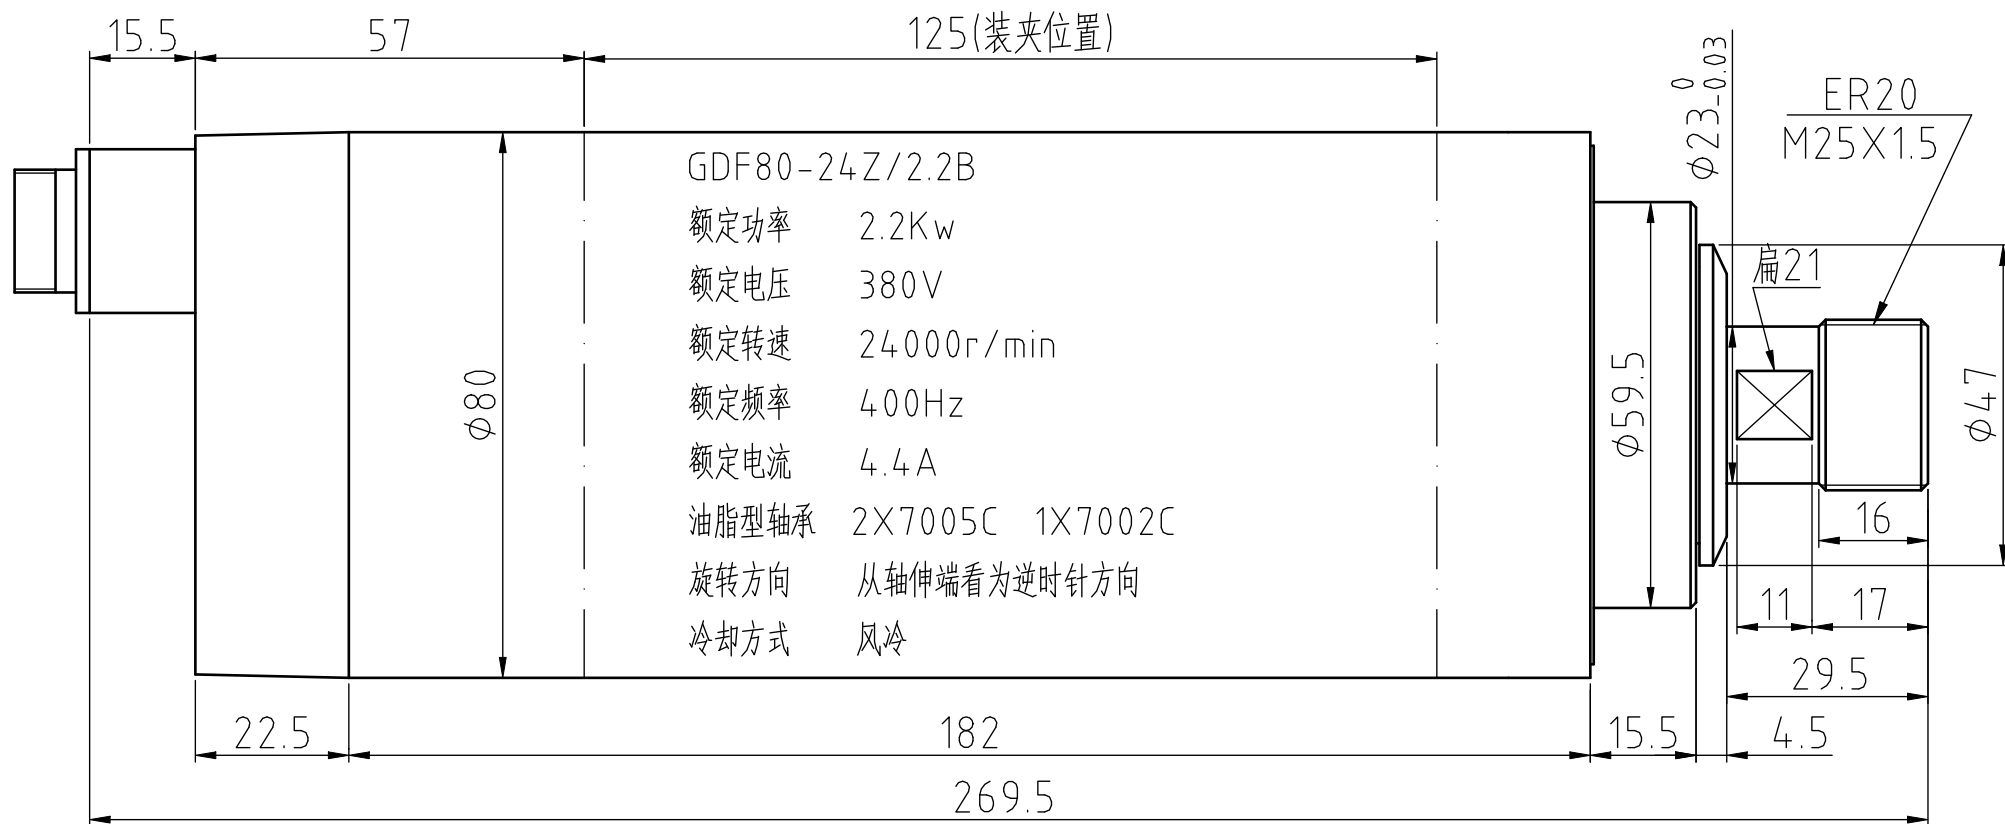 15.5
57
125(装夹位置)
⌀23 0 -0.03
ER20
M25X1.5
GDF80-24Z/2.2B
额定功率 2.2Kw
额定电压 380V
额定转速 24000r/min
额定频率 400Hz
额定电流 4.4A
油脂型轴承 2X7005C 1X7002C
旋转方向 从轴伸端看为逆时针方向
冷却方式 风冷
⌀80
⌀59.5
扁21
⌀47
16
11
17
29.5
22.5
182
15.5
4.5
269.5